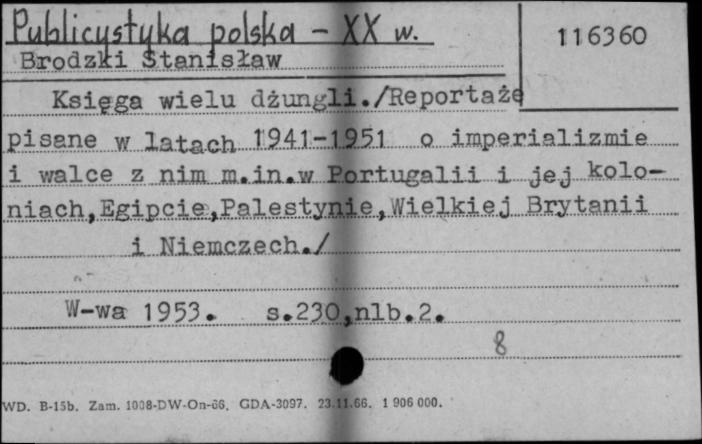 Publicystyka polska - XX w.
116360
Brodzki Stanisław
Księga wielu dżungli./Reportaże
pisane w latach 1941-1951 o imperializmie
i walce z nim m.in.w Portugalii i jej kolo-
niach,Egipcie,Palestynie,Wielkiej Brytanii
i Niemczech./
W-wa 1953. s.230,nlb.2.
8
WD. B-15b. Zam. 1008-DW-On-66. GDA-3097. 23.11.66. 1 906 000.